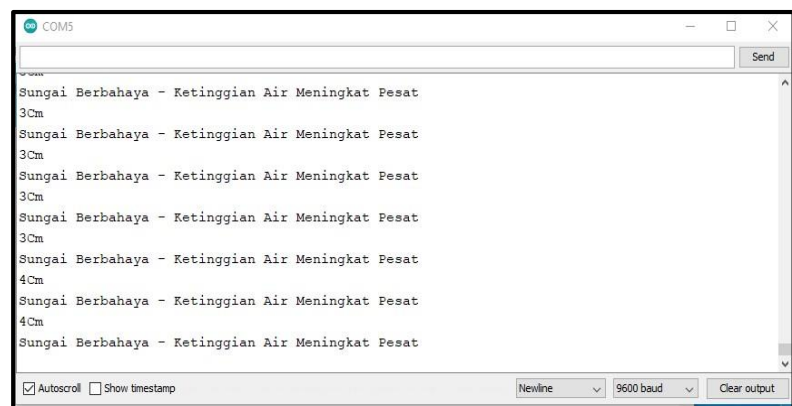 COM5
Send
Sungai Berbahaya - Ketinggian Air Meningkat Pesat
3Cm
Sungai Berbahaya - Ketinggian Air Meningkat Pesat
3Cm
Sungai Berbahaya - Ketinggian Air Meningkat Pesat
3Cm
Sungai Berbahaya - Ketinggian Air Meningkat Pesat
3Cm
Sungai Berbahaya - Ketinggian Air Meningkat Pesat
4Cm
Sungai Berbahaya - Ketinggian Air Meningkat Pesat
4Cm
Sungai Berbahaya - Ketinggian Air Meningkat Pesat
Autoscroll Show timestamp Newline 9600 baud Clear output